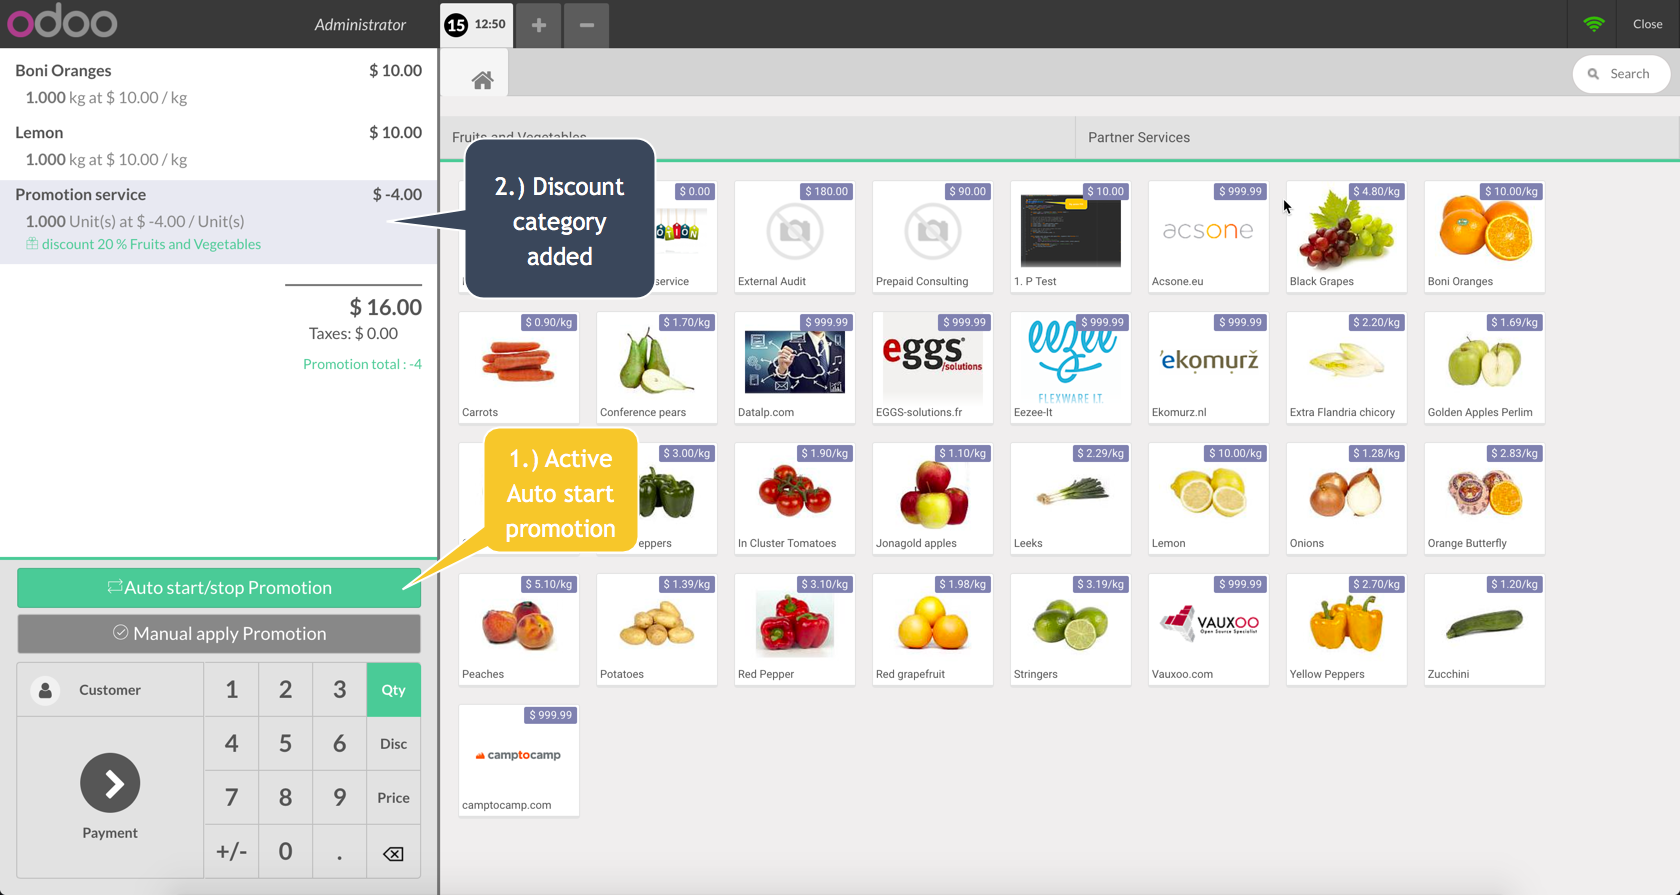 odoo
Administrator
15 12:50
Close
Search
Boni Oranges $ 10.00
1.000 kg at $ 10.00 / kg
Lemon $ 10.00
1.000 kg at $ 10.00 / kg
Promotion service $ -4.00
1.000 Unit(s) at $ -4.00 / Unit(s)
discount 20 % Fruits and Vegetables
$ 16.00
Taxes: $ 0.00
Promotion total : -4
Auto start/stop Promotion
Manual apply Promotion
Customer
Payment
1 2 3 Qty
4 5 6 Disc
7 8 9 Price
+/- 0 .
Fruits and Vegetables
Partner Services
2.) Discount
category
added
1.) Active
Auto start
promotion
$ 0.00
service
$ 180.00
External Audit
$ 90.00
Prepaid Consulting
$ 10.00
1. P Test
$ 999.99
acsone
Acsone.eu
$ 4.80/kg
Black Grapes
$ 10.00/kg
Boni Oranges
$ 0.90/kg
Carrots
$ 1.70/kg
Conference pears
$ 999.99
Datalp.com
$ 999.99
eggs
/solutions
EGGS-solutions.fr
$ 999.99
eezee
FLEXWARE I.T.
Eezee-It
$ 999.99
'ekomurž
Ekomurz.nl
$ 2.20/kg
Extra Flandria chicory
$ 1.69/kg
Golden Apples Perlim
$ 3.00/kg
eppers
$ 1.90/kg
In Cluster Tomatoes
$ 1.10/kg
Jonagold apples
$ 2.29/kg
Leeks
$ 10.00/kg
Lemon
$ 1.28/kg
Onions
$ 2.83/kg
Orange Butterfly
$ 5.10/kg
Peaches
$ 1.39/kg
Potatoes
$ 3.10/kg
Red Pepper
$ 1.98/kg
Red grapefruit
$ 3.19/kg
Stringers
$ 999.99
VAUXOO
Open Source Specialist
Vauxoo.com
$ 2.70/kg
Yellow Peppers
$ 1.20/kg
Zucchini
$ 999.99
camptocamp
camptocamp.com